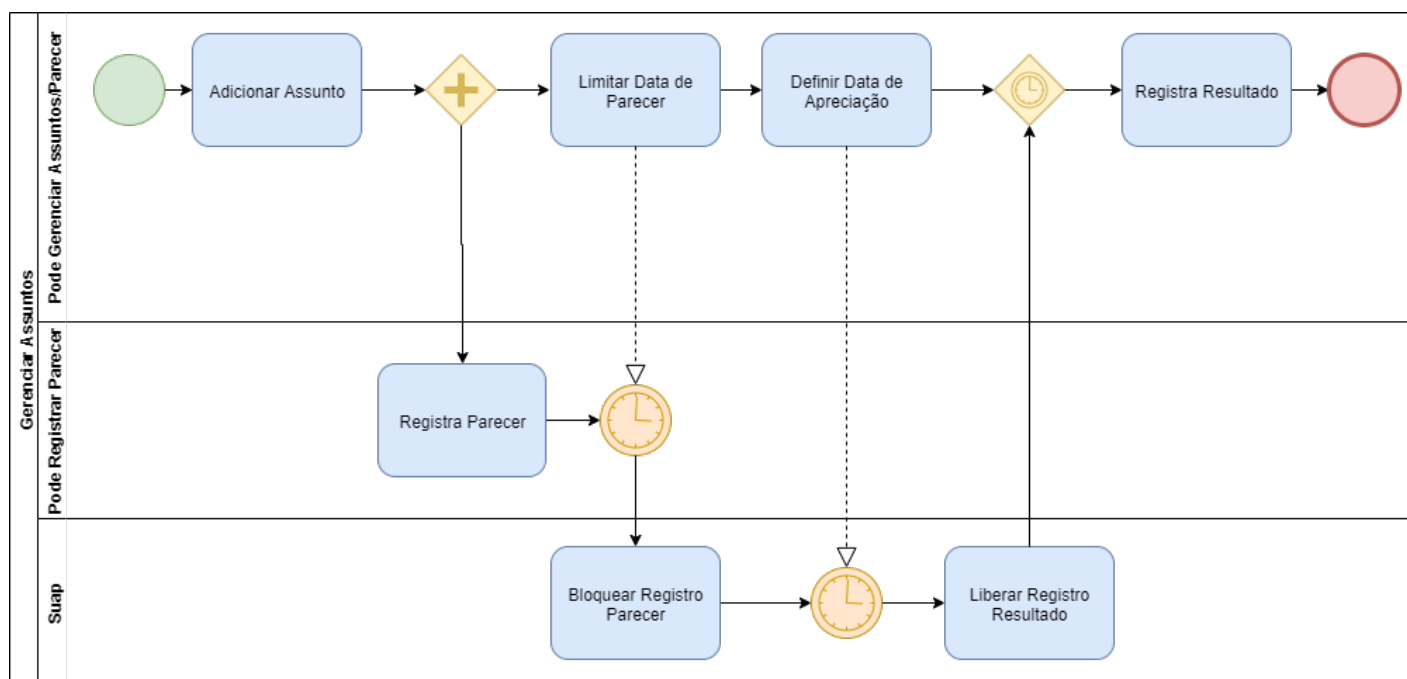 Gerenciar Assuntos
Pode Gerenciar Assuntos/Parecer
Adicionar Assunto
Limitar Data de
Parecer
Definir Data de
Apreciação
Registra Resultado
Pode Registrar Parecer
Registra Parecer
Suap
Bloquear Registro
Parecer
Liberar Registro
Resultado